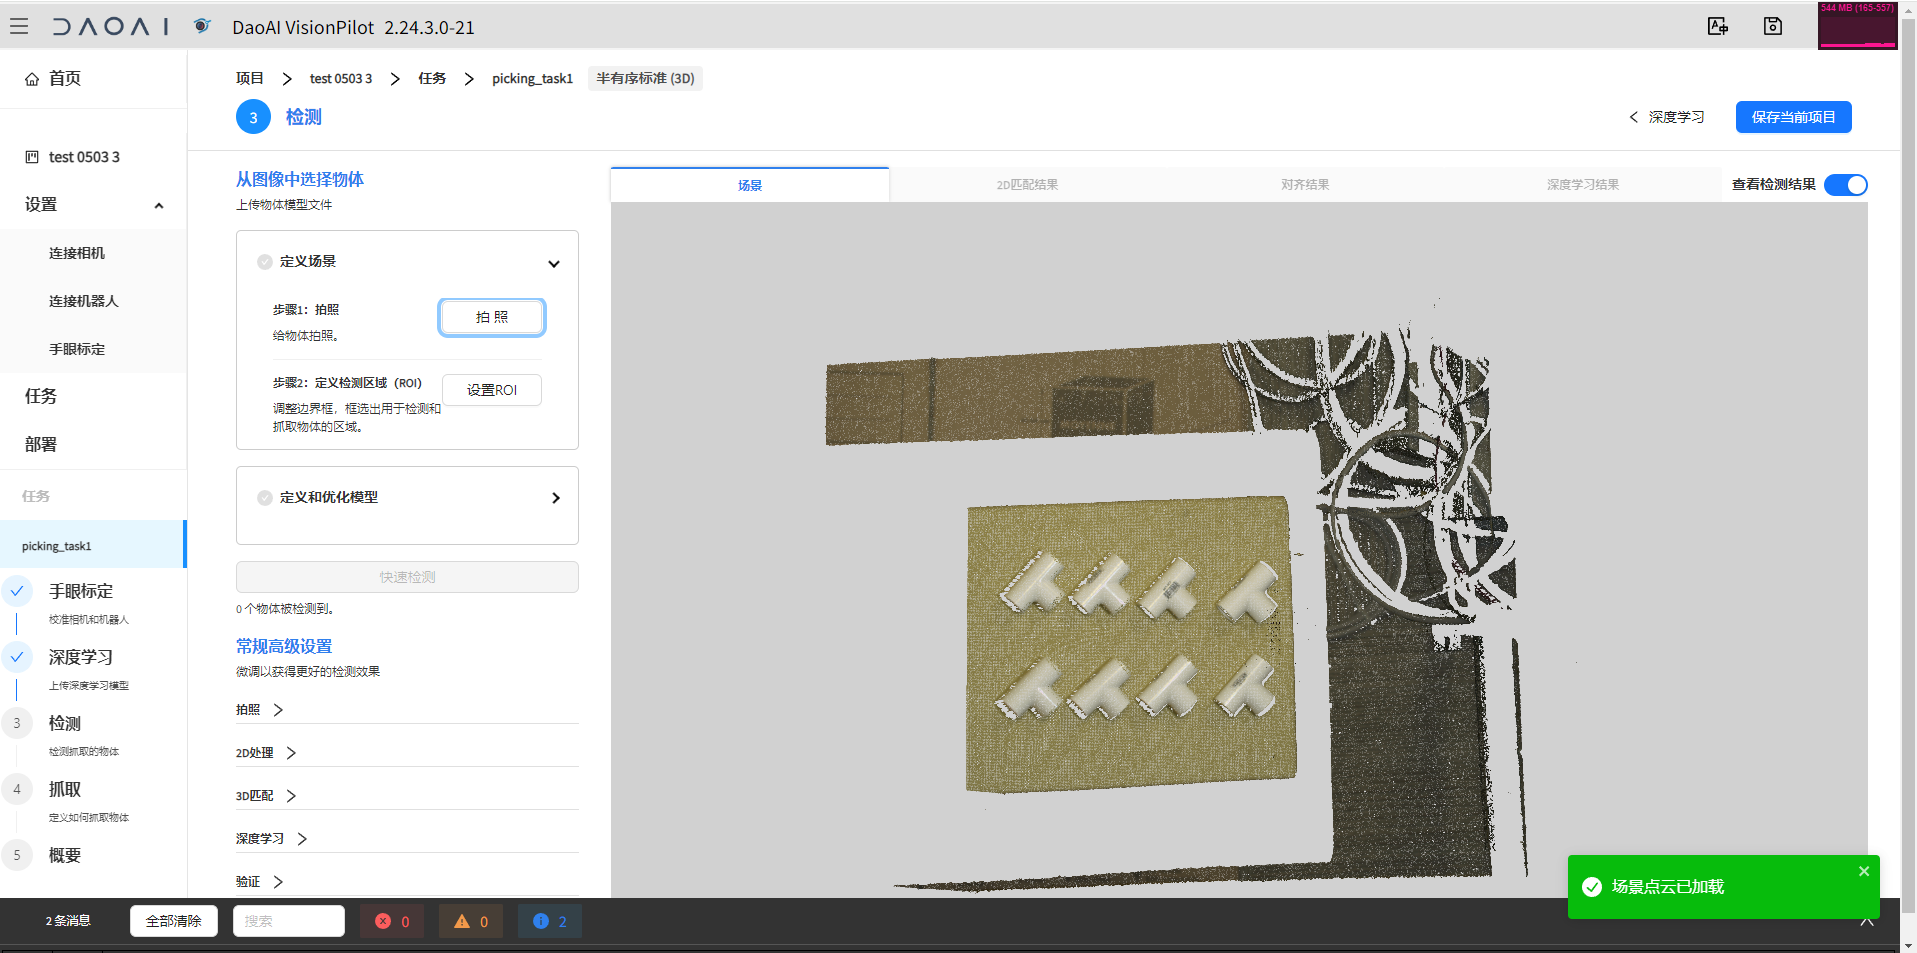 DAOAI DaoAI VisionPilot 2.24.3.0-21
544 MB (165-557)
首页
test 0503 3
设置
连接相机
连接机器人
手眼标定
任务
部署
任务
picking_task1
手眼标定
校准相机和机器人
深度学习
上传深度学习模型
3 检测
检测抓取的物体
4 抓取
定义如何抓取物体
5 概要
项目 > test 0503 3 > 任务 > picking_task1 半有序标准 (3D)
3 检测
< 深度学习 保存当前项目
从图像中选择物体
上传物体模型文件
定义场景
步骤1：拍照
给物体拍照。
拍 照
步骤2：定义检测区域（ROI）
调整边界框，框选出用于检测和
抓取物体的区域。
设置ROI
定义和优化模型
快速检测
0 个物体被检测到。
常规高级设置
微调以获得更好的检测效果
拍照
2D处理
3D匹配
深度学习
验证
场景 2D匹配结果 对齐结果 深度学习结果 查看检测结果
场景点云已加载
2 条消息 全部清除 搜索 0 0 2